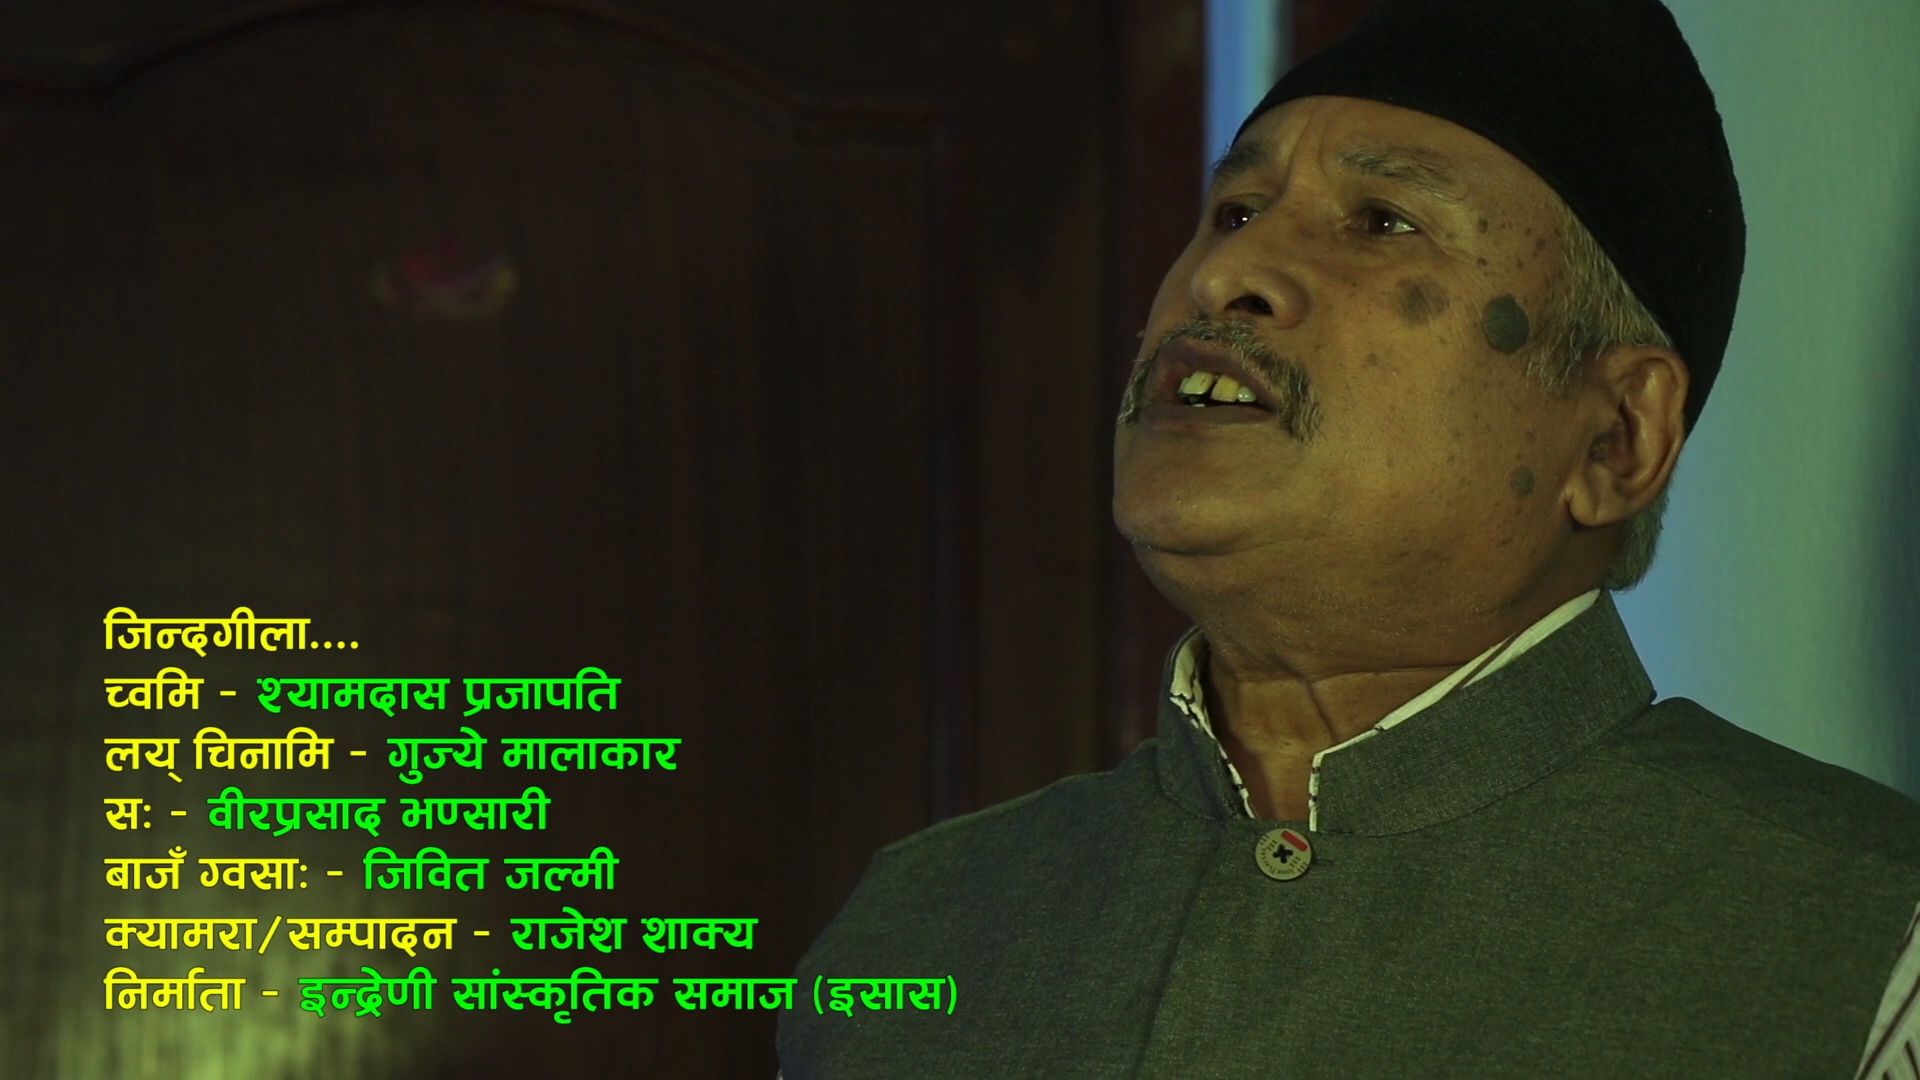 जिन्दगीला....
च्वमि - श्यामदास प्रजापति
लय् चिनामि - गुज्ये मालाकार
सः - वीरप्रसाद भण्सारी
बाजँ ग्वसाः - जिवित जल्मी
क्यामरा/सम्पादन - राजेश शाक्य
निर्माता - इन्द्रेणी सांस्कृतिक समाज (इसास)